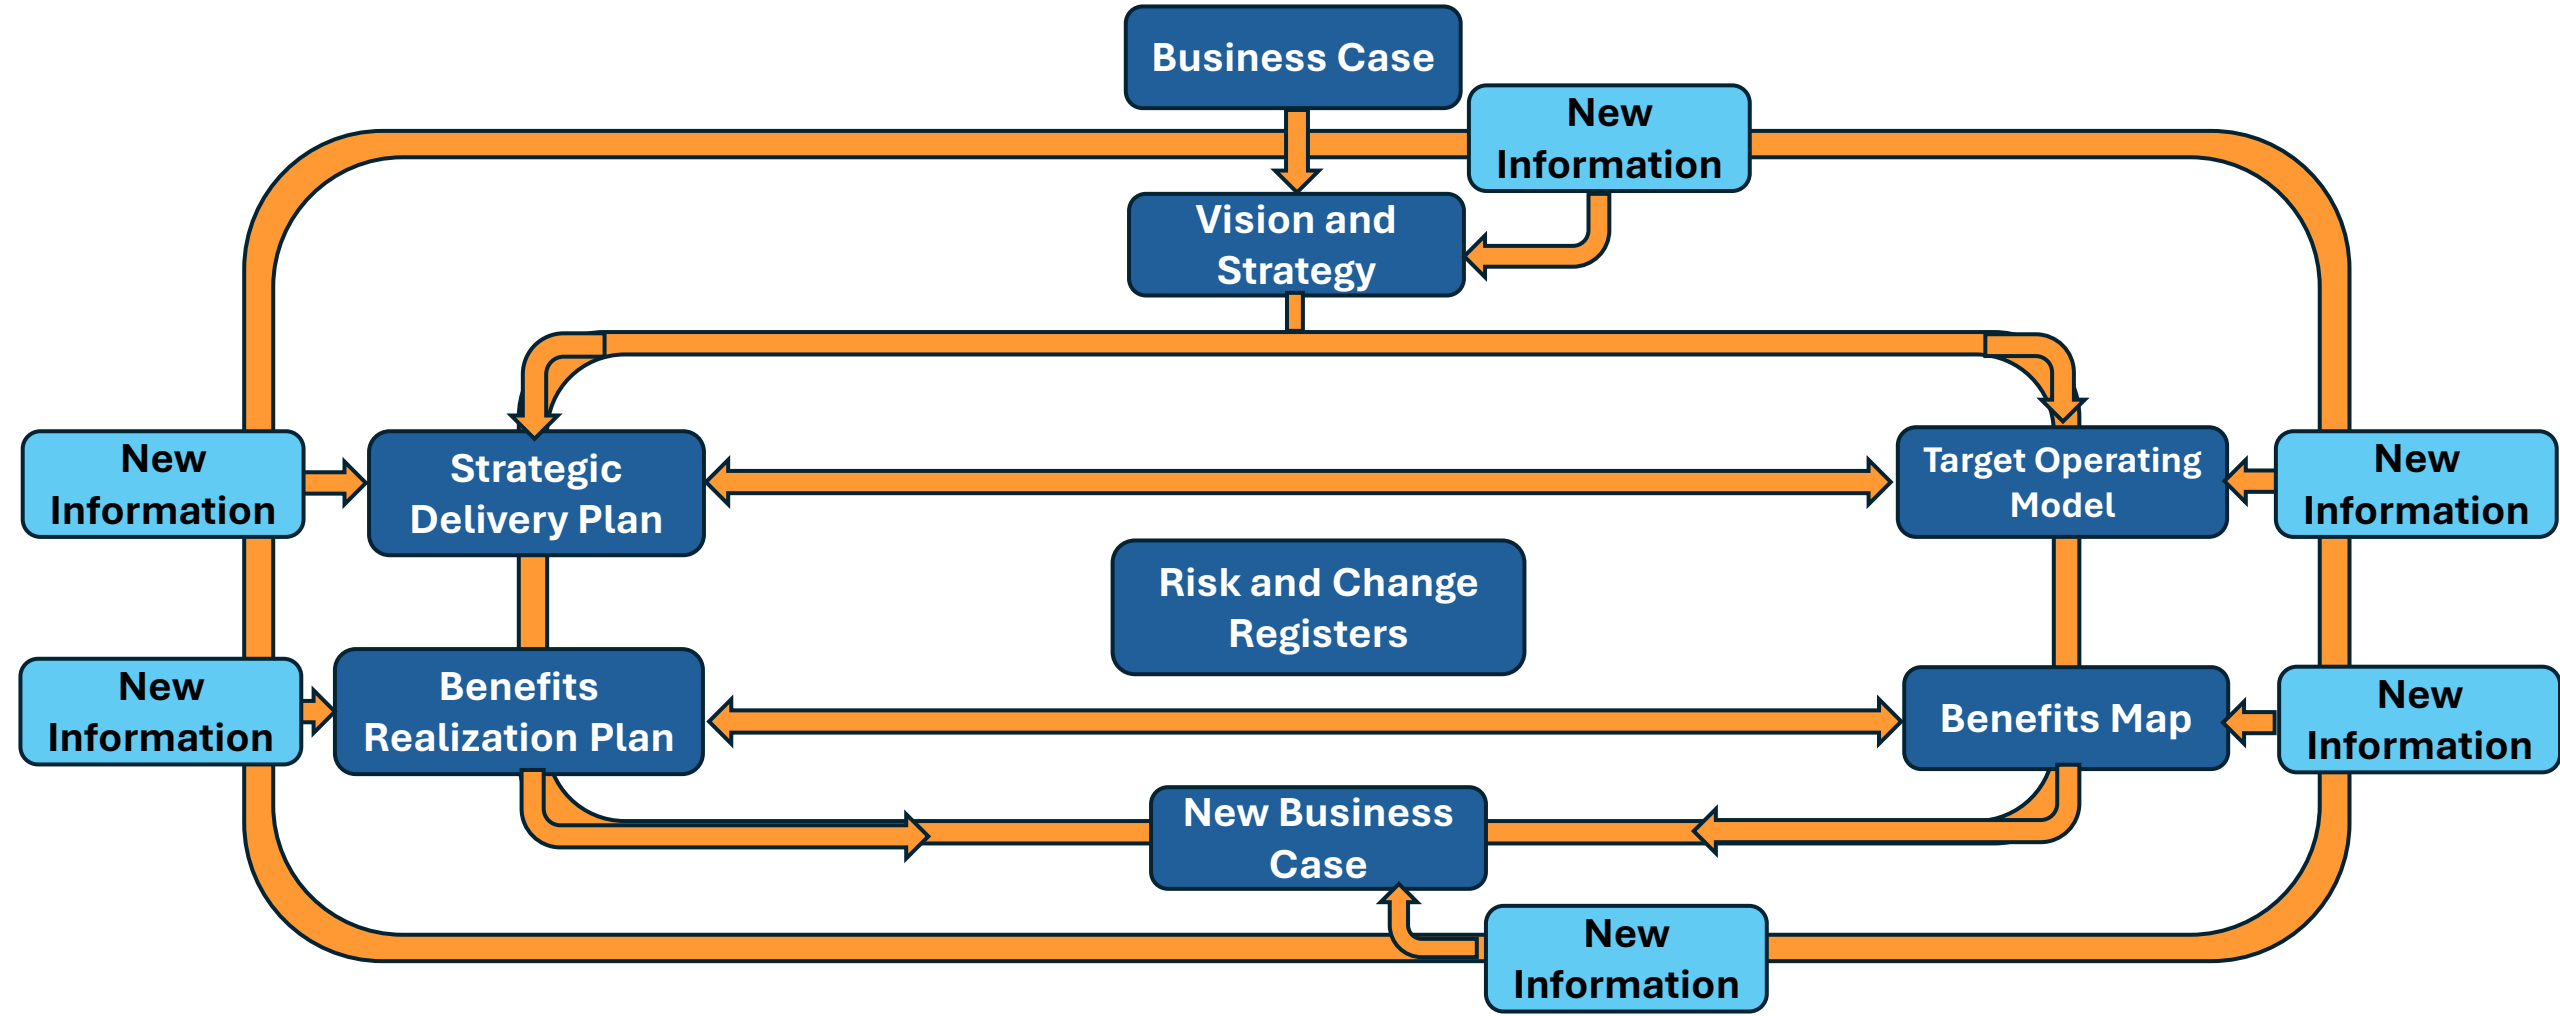 Business Case
New
Information
Vision and
Strategy
New
Information
Strategic
Delivery Plan
Target Operating
Model
New
Information
Risk and Change
Registers
New
Information
Benefits
Realization Plan
Benefits Map
New
Information
New Business
Case
New
Information